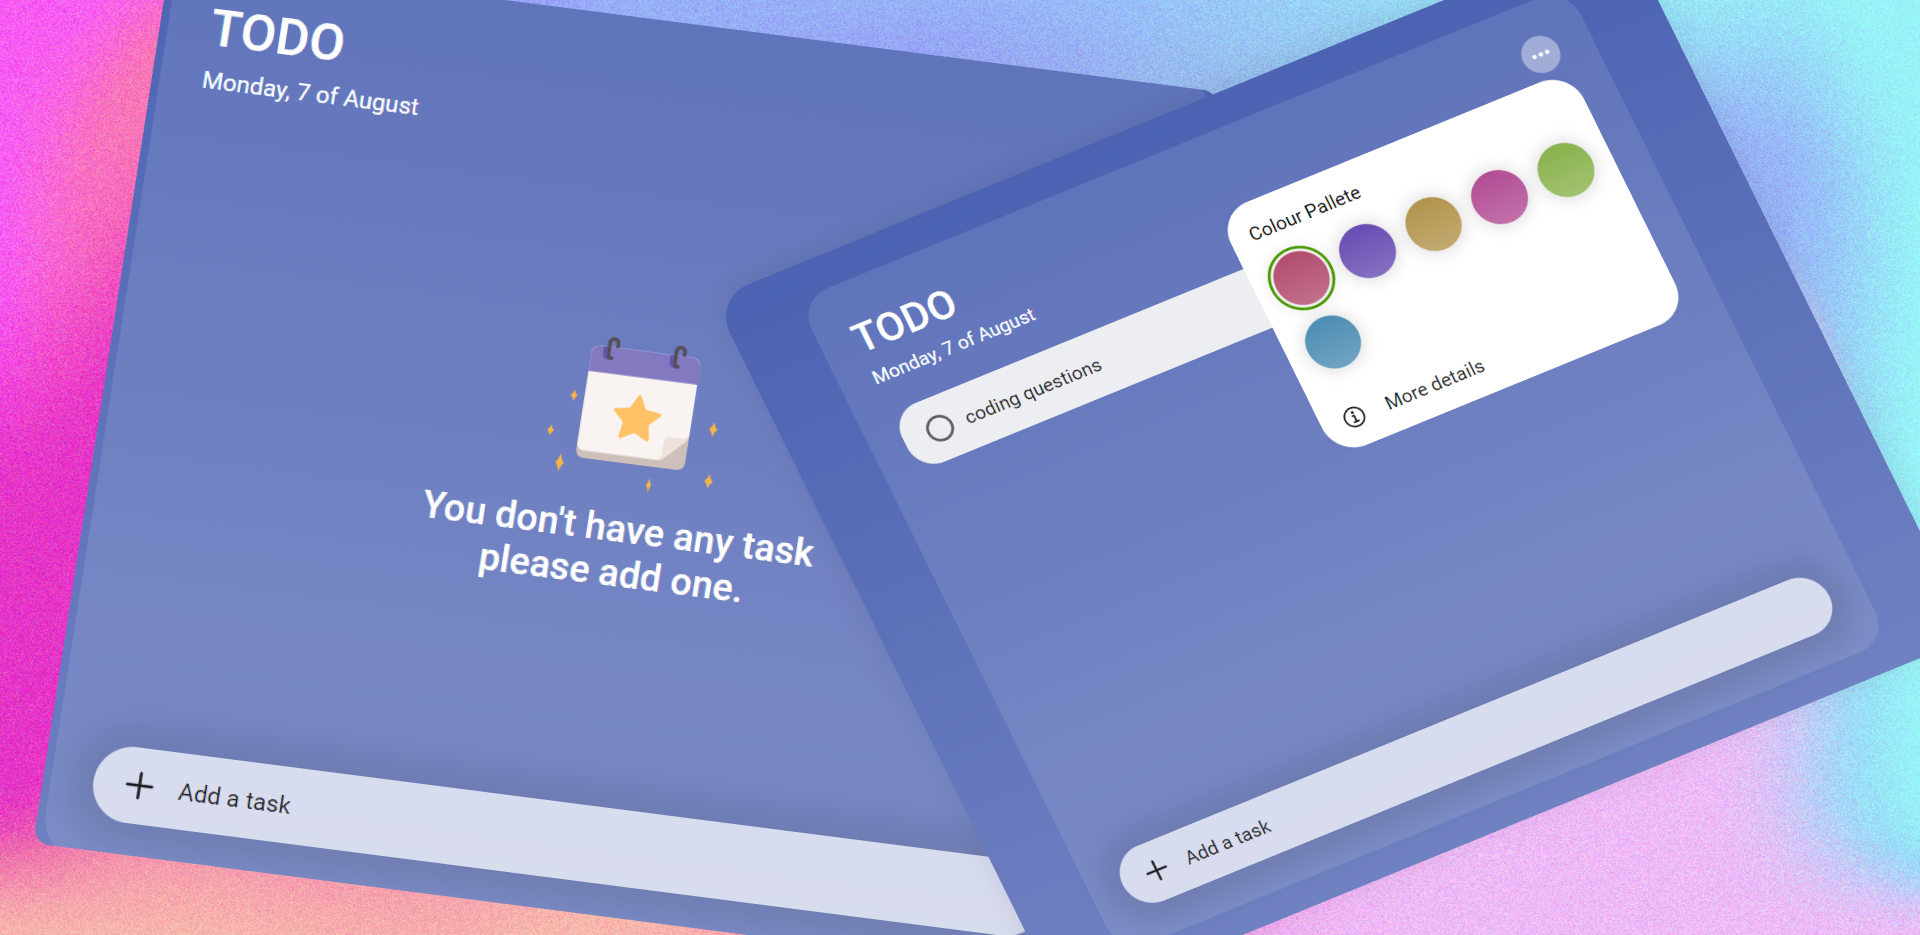 TODO
Monday, 7 of August
You don't have any task
please add one.
Add a task
TODO
Monday, 7 of August
coding questions
Colour Pallete
More details
Add a task